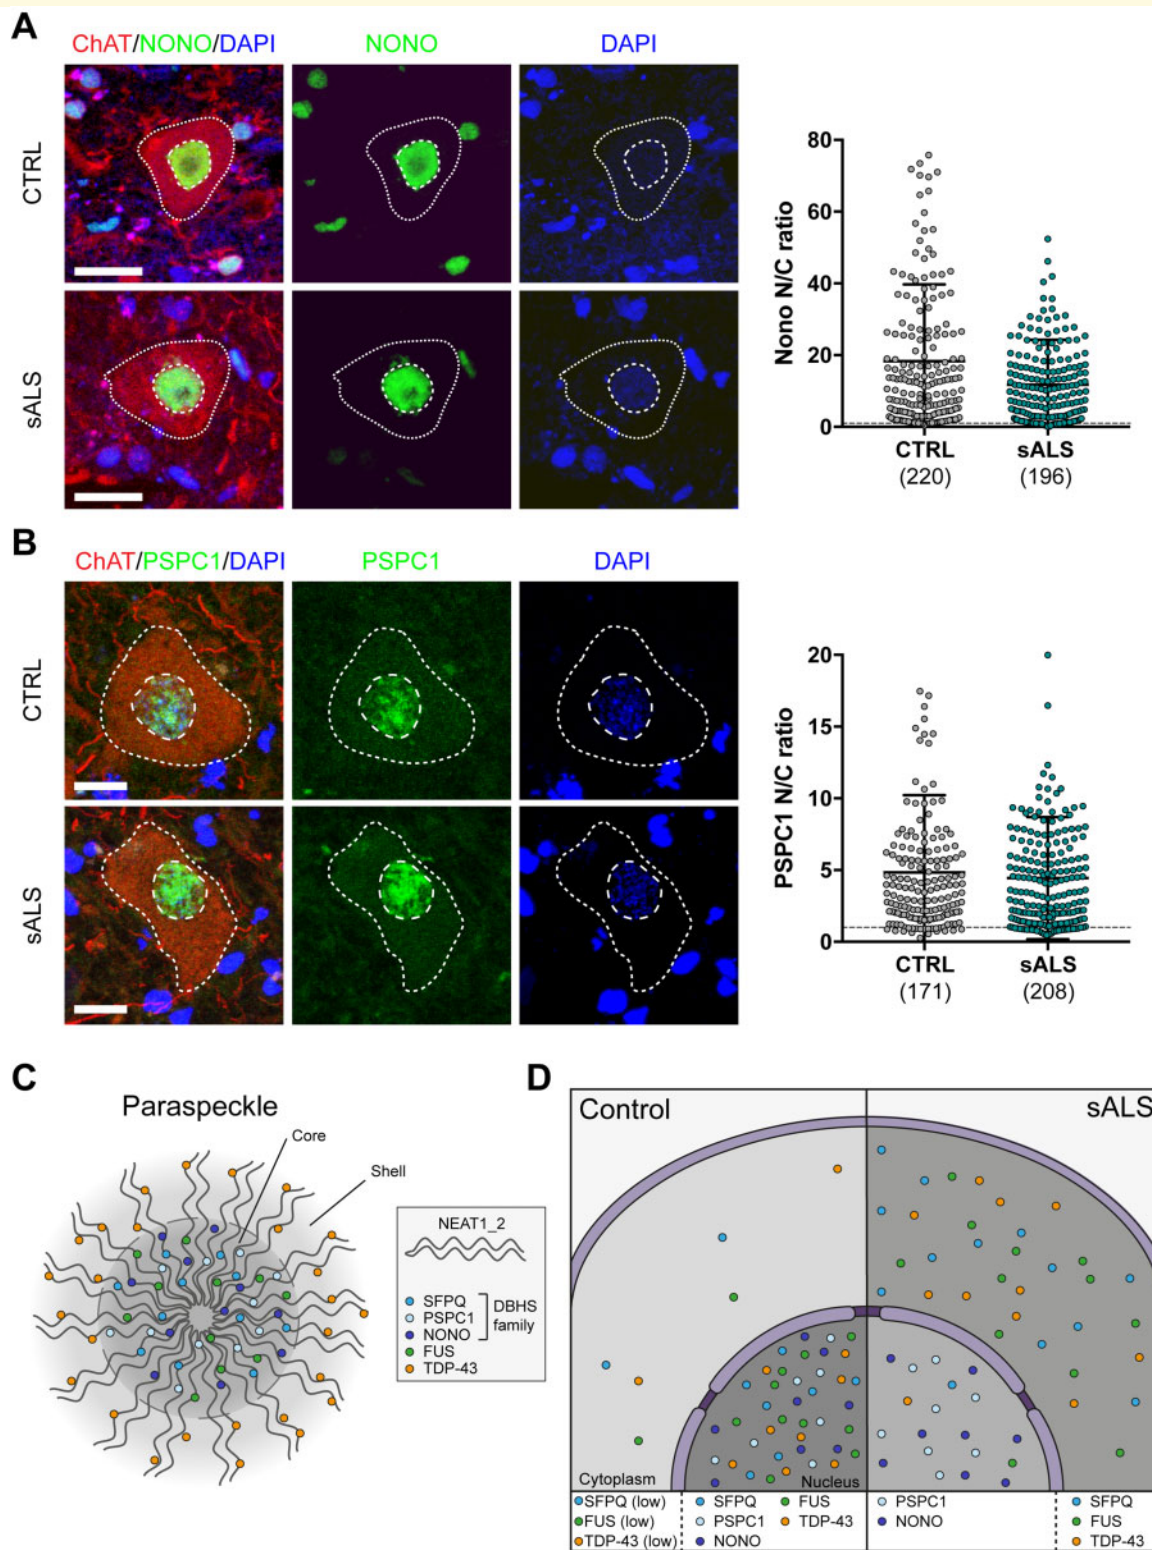 A
ChAT/NONO/DAPI
NONO
DAPI
CTRL
sALS
Nono N/C ratio
80
60
40
20
0
CTRL
(220)
sALS
(196)
B
ChAT/PSPC1/DAPI
PSPC1
DAPI
CTRL
sALS
PSPC1 N/C ratio
20
15
10
5
0
CTRL
(171)
sALS
(208)
C
Paraspeckle
Core
Shell
NEAT1_2
SFPQ
PSPC1
NONO
DBHS
family
FUS
TDP-43
D
Control
sALS
Cytoplasm
Nucleus
SFPQ (low)
FUS (low)
TDP-43 (low)
SFPQ
PSPC1
NONO
FUS
TDP-43
PSPC1
NONO
SFPQ
FUS
TDP-43